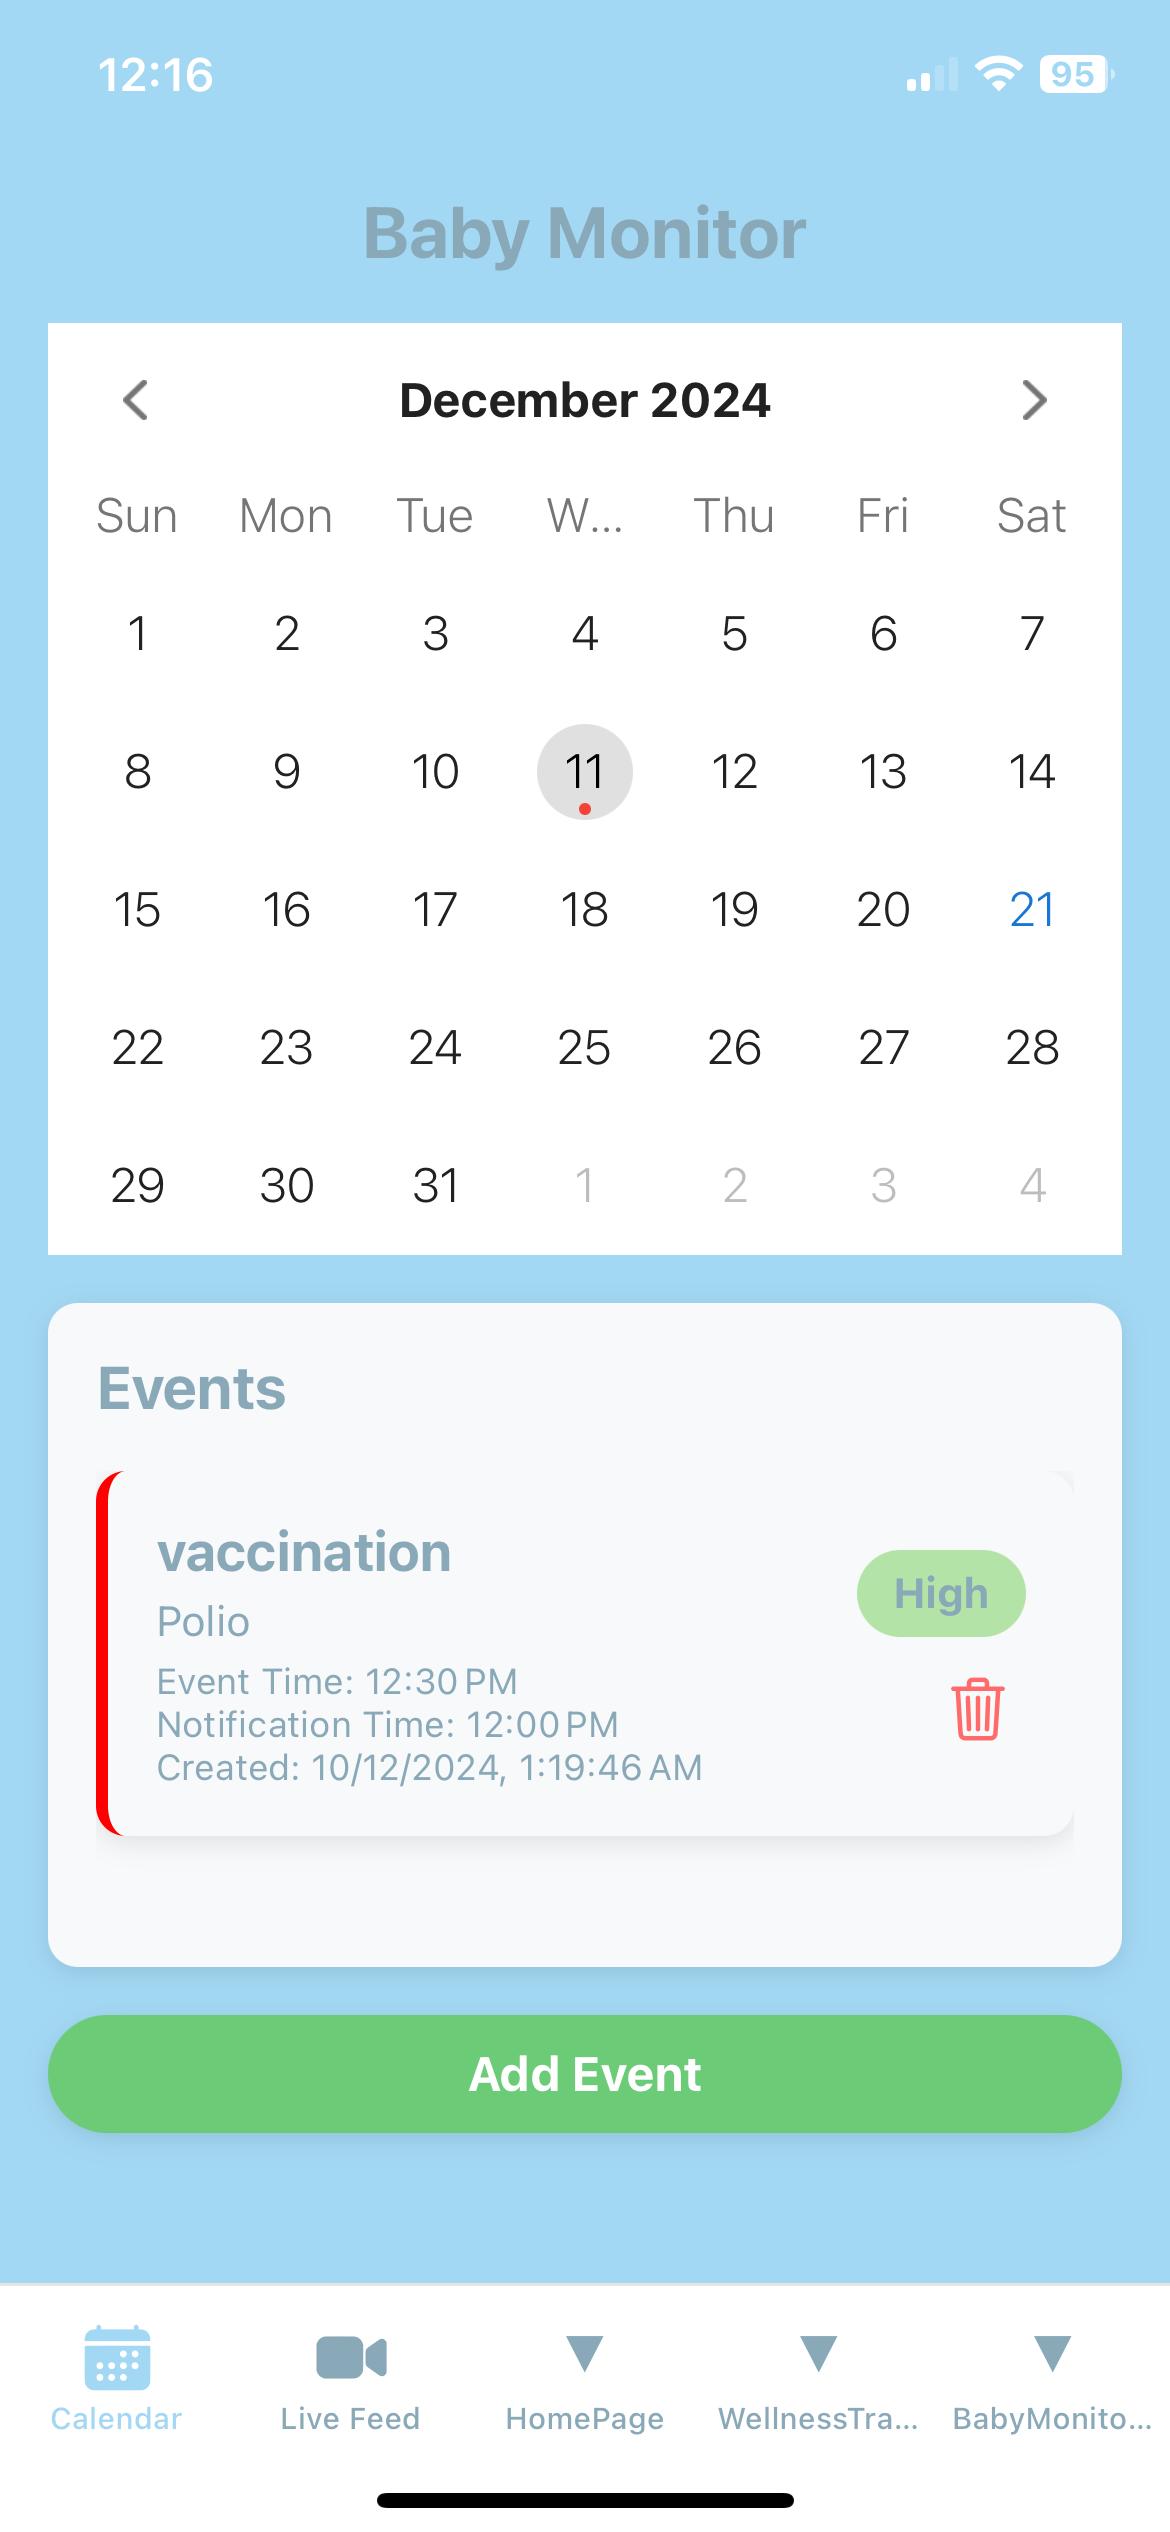 12:16
95
Baby Monitor
December 2024
Sun Mon Tue W... Thu Fri Sat
1 2 3 4 5 6 7
8 9 10 11 12 13 14
15 16 17 18 19 20 21
22 23 24 25 26 27 28
29 30 31 1 2 3 4
Events
vaccination
High
Polio
Event Time: 12:30 PM
Notification Time: 12:00 PM
Created: 10/12/2024, 1:19:46 AM
Add Event
Calendar Live Feed HomePage WellnessTra... BabyMonito...